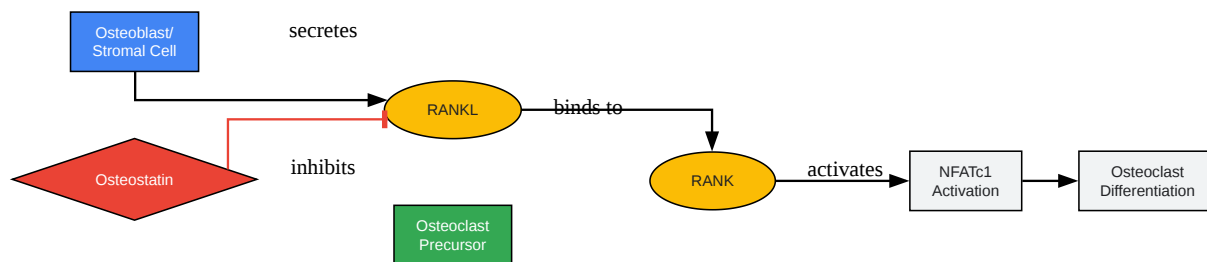 Osteoblast/
Stromal Cell
secretes
RANKL
binds to
Osteostatin
inhibits
RANK
activates
NFATc1
Activation
Osteoclast
Differentiation
Osteoclast
Precursor